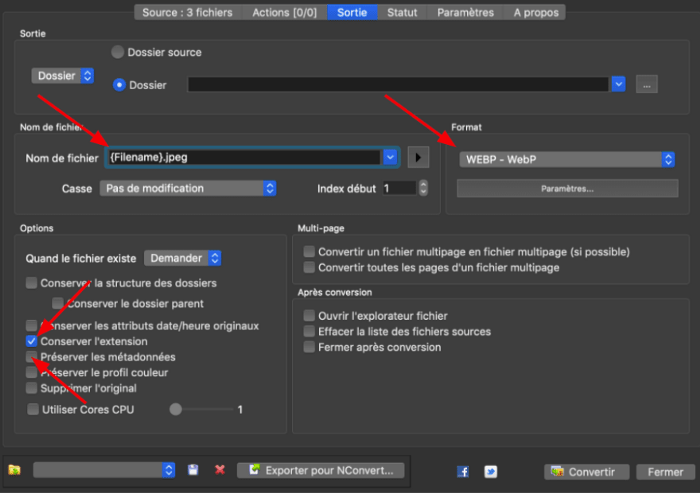 Source : 3 fichiers Actions [0/0] Sortie Statut Paramètres A propos
Sortie
Dossier source
Dossier
Dossier
...
Nom de fichier
Format
Nom de fichier {Filename}.jpeg
WEBP - WebP
Casse Pas de modification Index début 1
Paramètres...
Options
Multi-page
Quand le fichier existe Demander
Convertir un fichier multipage en fichier multipage (si possible)
Convertir toutes les pages d'un fichier multipage
Conserver la structure des dossiers
Conserver le dossier parent
Après conversion
Conserver les attributs date/heure originaux
Ouvrir l'explorateur fichier
Conserver l'extension
Effacer la liste des fichiers sources
Préserver les métadonnées
Fermer après conversion
Préserver le profil couleur
Supprimer l'original
Utiliser Cores CPU 1
Exporter pour NConvert...
Convertir
Fermer